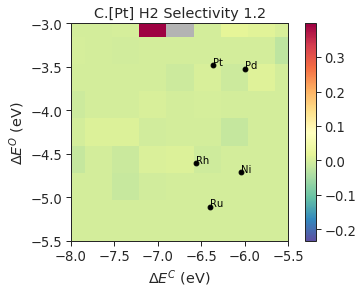 C.[Pt] H2 Selectivity 1.2
−3.0
−3.5
−4.0
−4.5
−5.0
−5.5
ΔE^O (eV)
Pt
Pd
Rh
Ni
Ru
−8.0 −7.5 −7.0 −6.5 −6.0 −5.5
ΔE^C (eV)
0.3
0.2
0.1
0.0
−0.1
−0.2